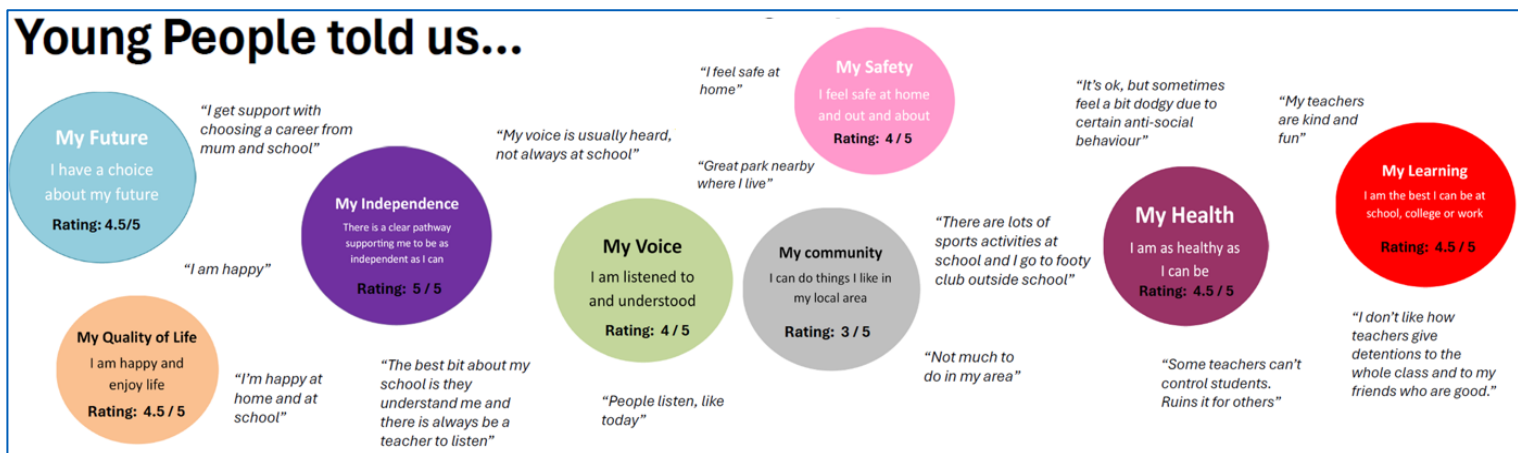 Young People told us...
My Future
I have a choice
about my future
Rating: 4.5/5
“I get support with
choosing a career from
mum and school”
“I am happy”
My Quality of Life
I am happy and
enjoy life
Rating: 4.5 / 5
“I’m happy at
home and at
school”
My Independence
There is a clear pathway
supporting me to be as
independent as I can
Rating: 5 / 5
“The best bit about my
school is they
understand me and
there is always be a
teacher to listen”
“My voice is usually heard,
not always at school”
My Voice
I am listened to
and understood
Rating: 4 / 5
“People listen, like
today”
“I feel safe at
home”
My Safety
I feel safe at home
and out and about
Rating: 4 / 5
“Great park nearby
where I live”
My community
I can do things I like in
my local area
Rating: 3 / 5
“There are lots of
sports activities at
school and I go to footy
club outside school”
“Not much to
do in my area”
“It’s ok, but sometimes
feel a bit dodgy due to
certain anti-social
behaviour”
My Health
I am as healthy as
I can be
Rating: 4.5 / 5
“Some teachers can’t
control students.
Ruins it for others”
“My teachers
are kind and
fun”
My Learning
I am the best I can be at
school, college or work
Rating: 4.5 / 5
“I don’t like how
teachers give
detentions to the
whole class and to my
friends who are good.”